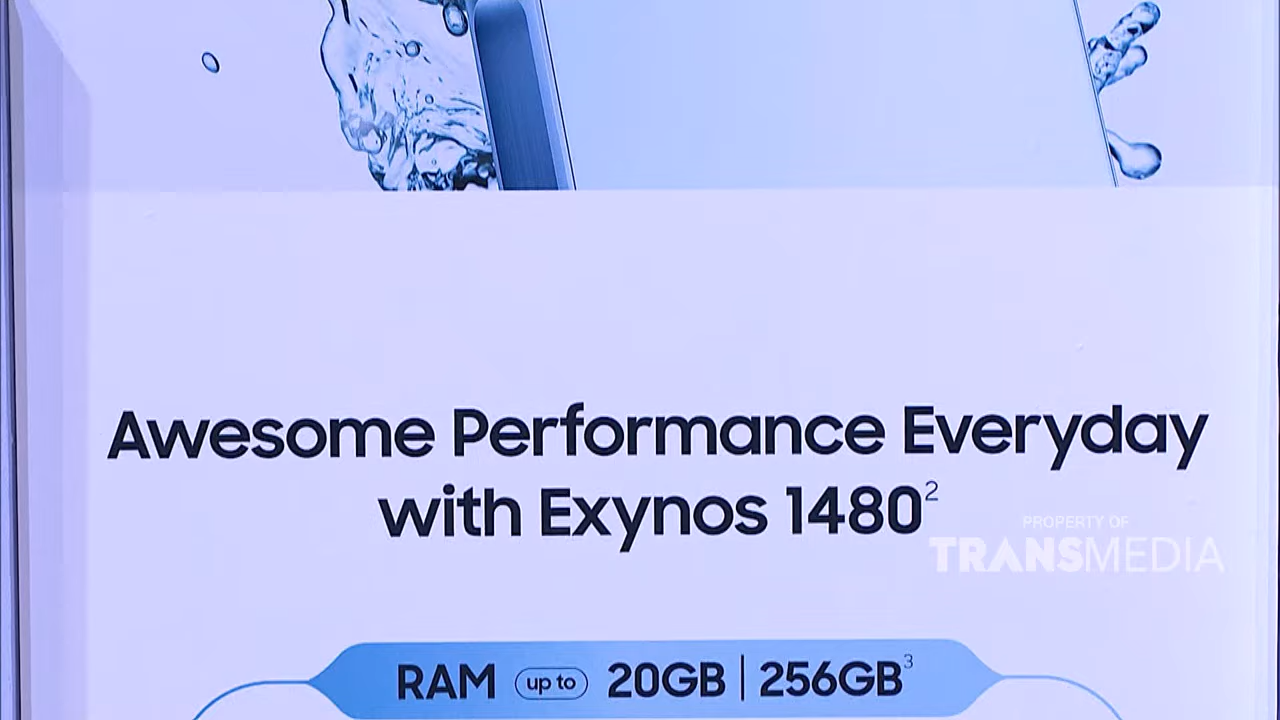 Awesome Performance Everyday
with Exynos 1480²
PROPERTY OF
TRANSMEDIA
RAM up to 20GB | 256GB³